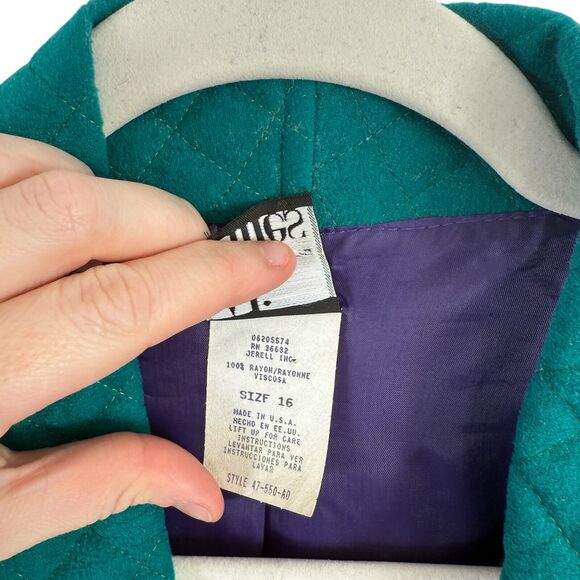 06205574
RN 36632
JERELL INC.
100% RAYON/RAYONNE
VISCOSA
SIZE 16
MADE IN U.S.A.
HECHO EN EE.UU.
LIFT UP FOR CARE
INSTRUCTIONS
LEVANTAR PARA VER
INSTRUCCIONES PARA
LAVAR
STYLE 47-550-AO